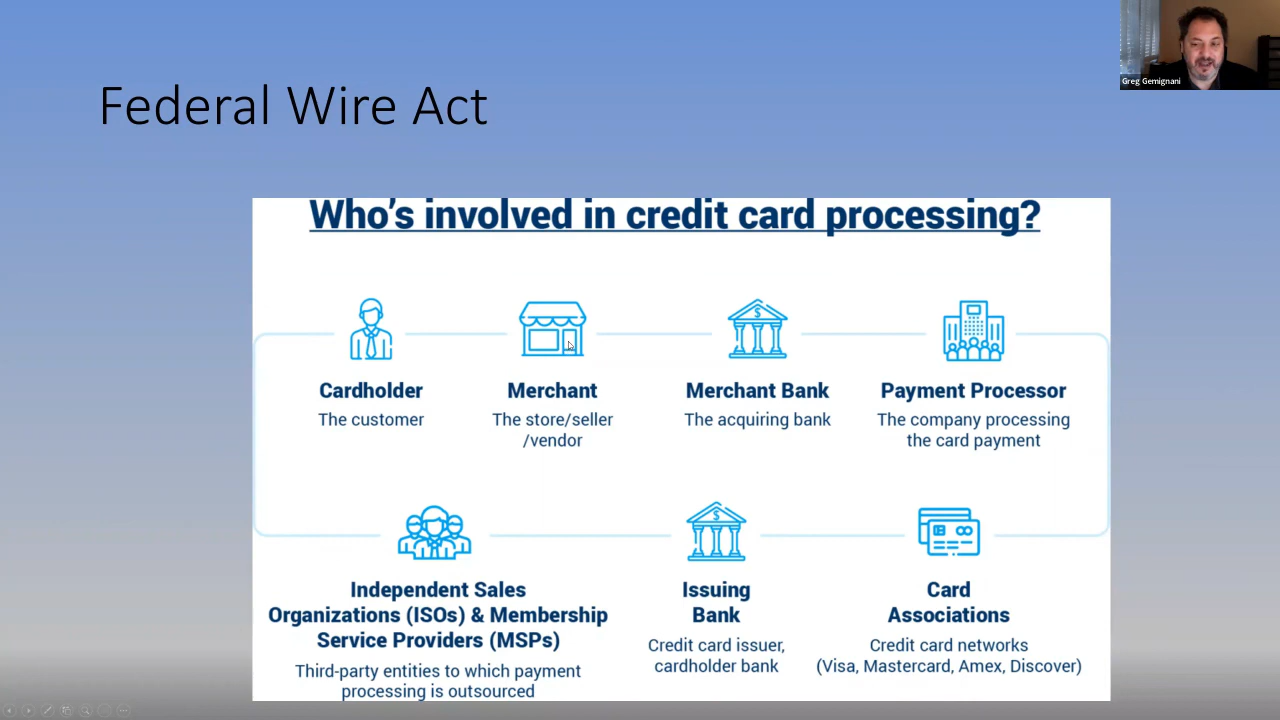 Greg Gemignani
Federal Wire Act
Who's involved in credit card processing?
Cardholder
The customer
Merchant
The store/seller
/vendor
Merchant Bank
The acquiring bank
Payment Processor
The company processing
the card payment
Independent Sales
Organizations (ISOs) & Membership
Service Providers (MSPs)
Third-party entities to which payment
processing is outsourced
Issuing
Bank
Credit card issuer,
cardholder bank
Card
Associations
Credit card networks
(Visa, Mastercard, Amex, Discover)